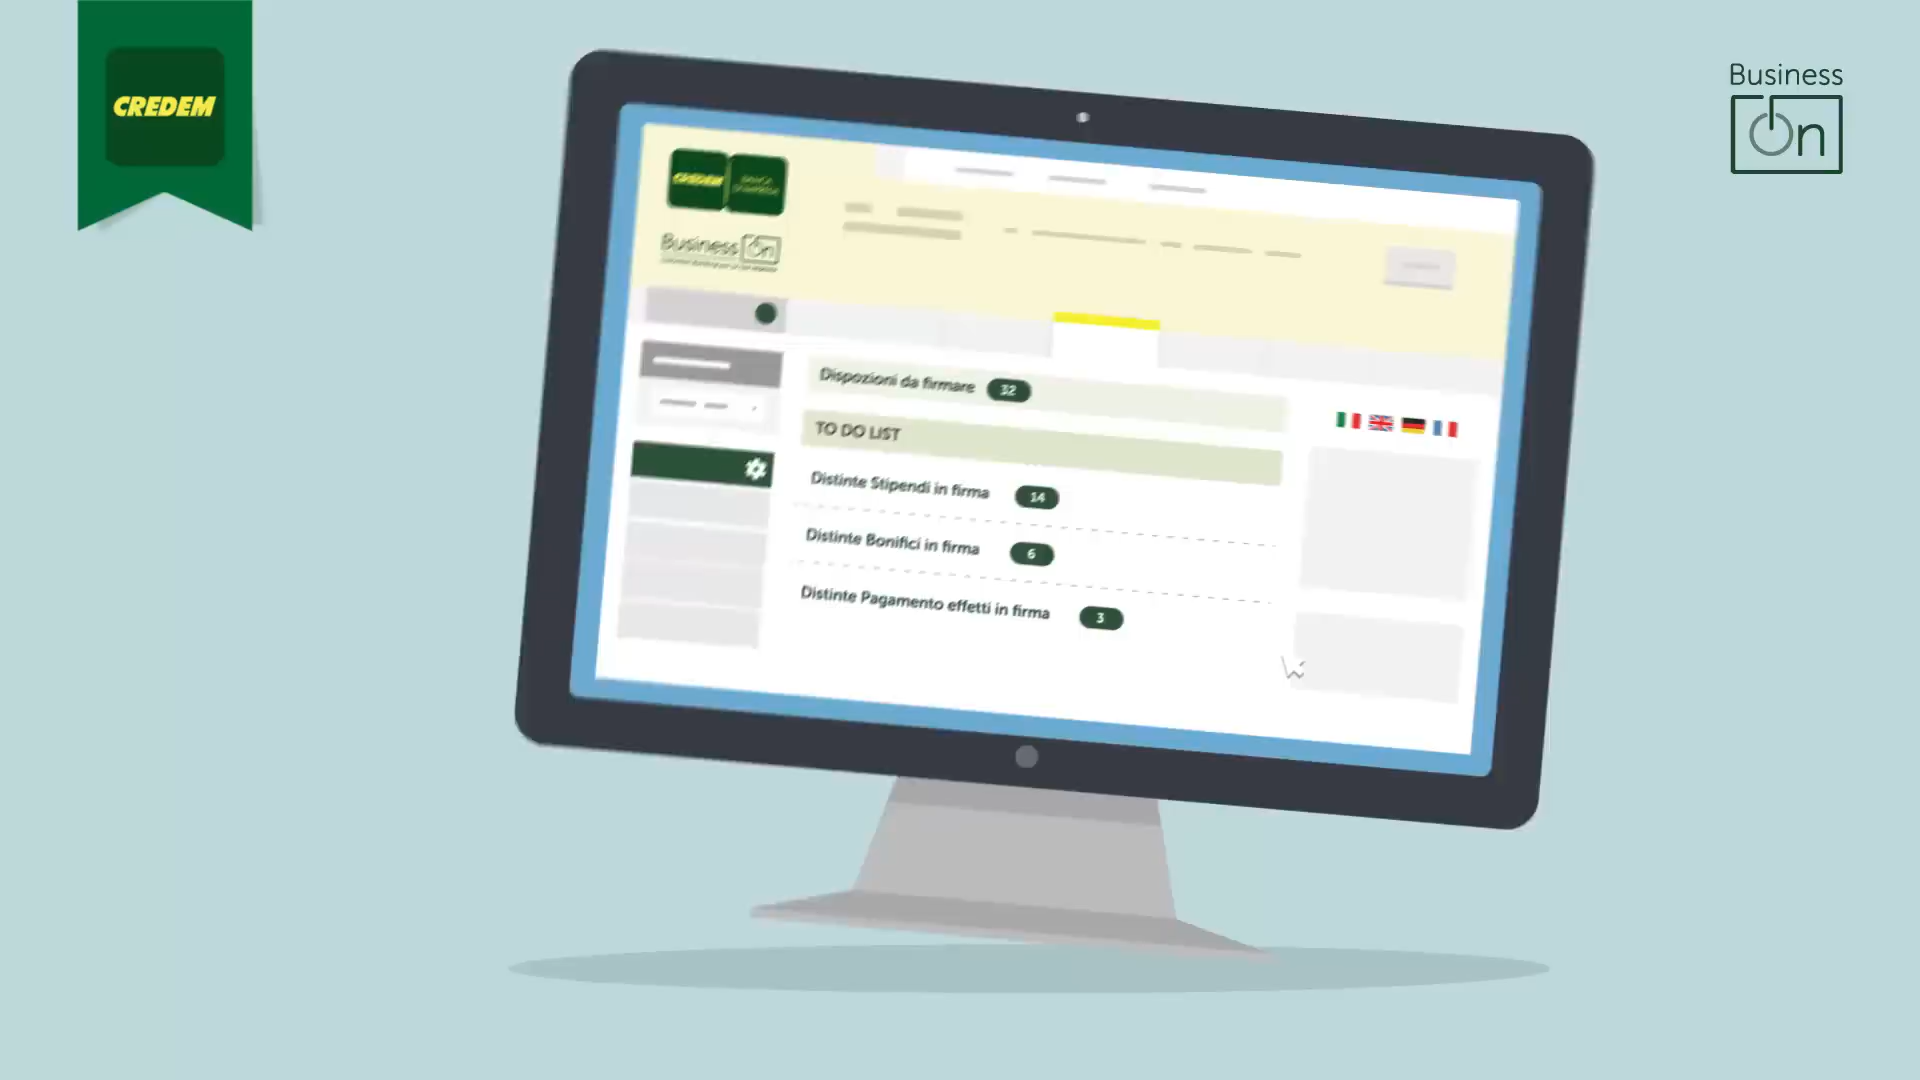 CREDEM
Business
On
CREDEM
Business On
Dispozioni da firmare 32
TO DO LIST
Distinte Stipendi in firma 14
Distinte Bonifici in firma 6
Distinte Pagamento effetti in firma 3